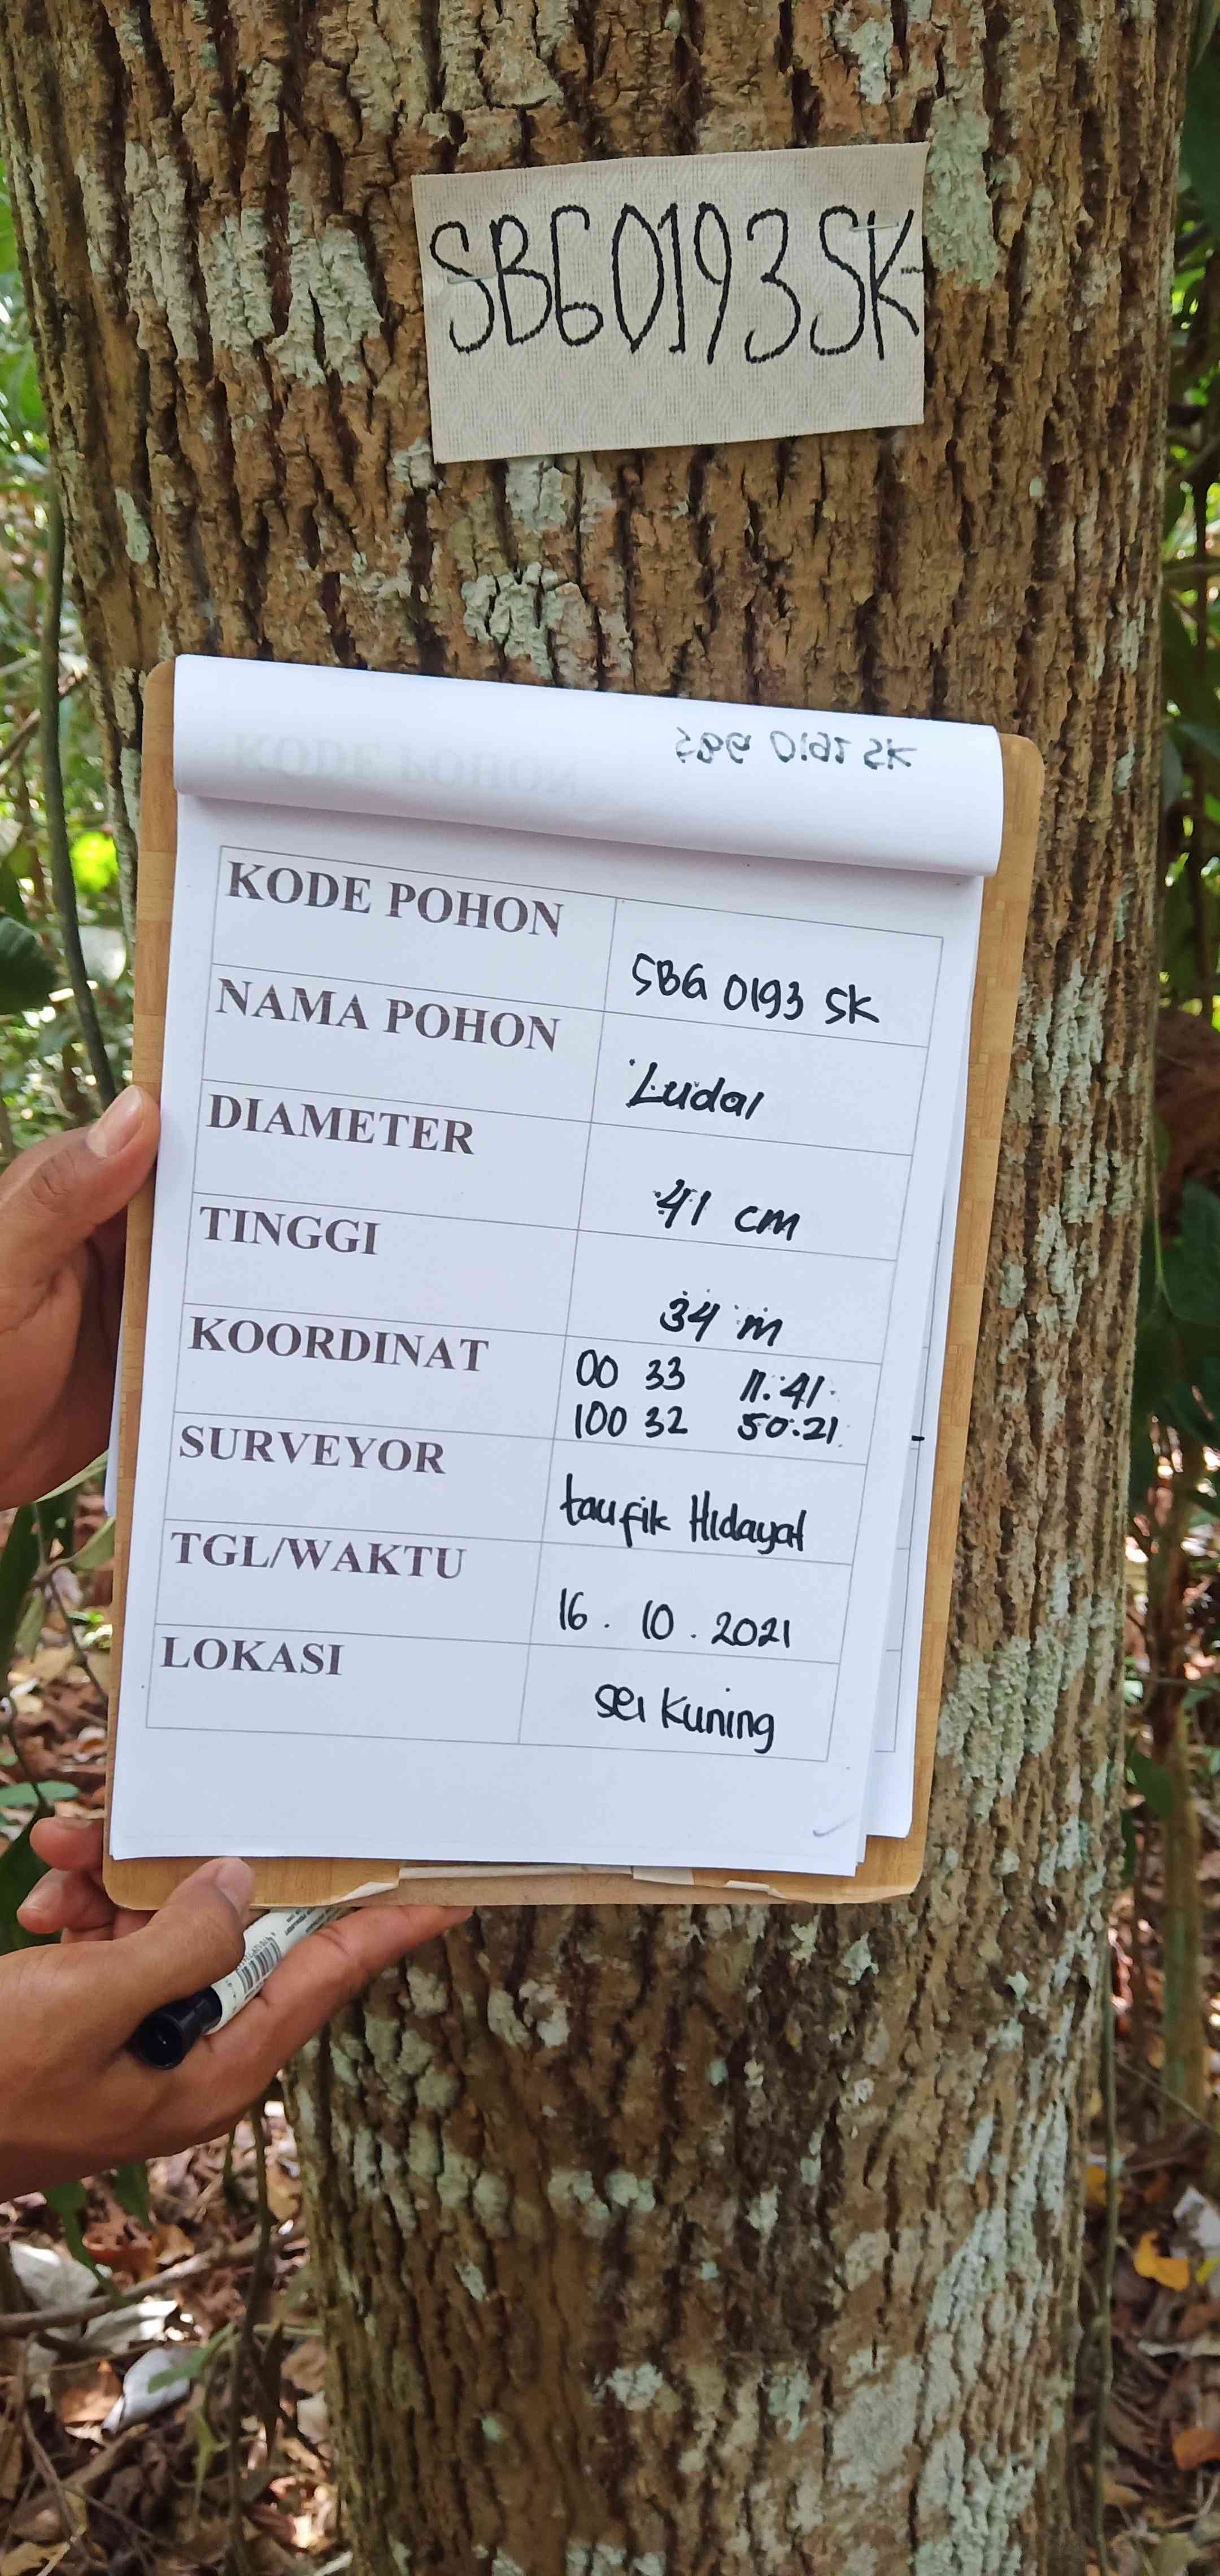 SBG0193SK
SBG 0192 SK
KODE POHON
SBG 0193 SK
NAMA POHON
Ludai
DIAMETER
41 cm
TINGGI
34 m
KOORDINAT
00 33 11.41
100 32 50.21
SURVEYOR
taufik Hidayat
TGL/WAKTU
16 . 10 . 2021
LOKASI
sei Kuning